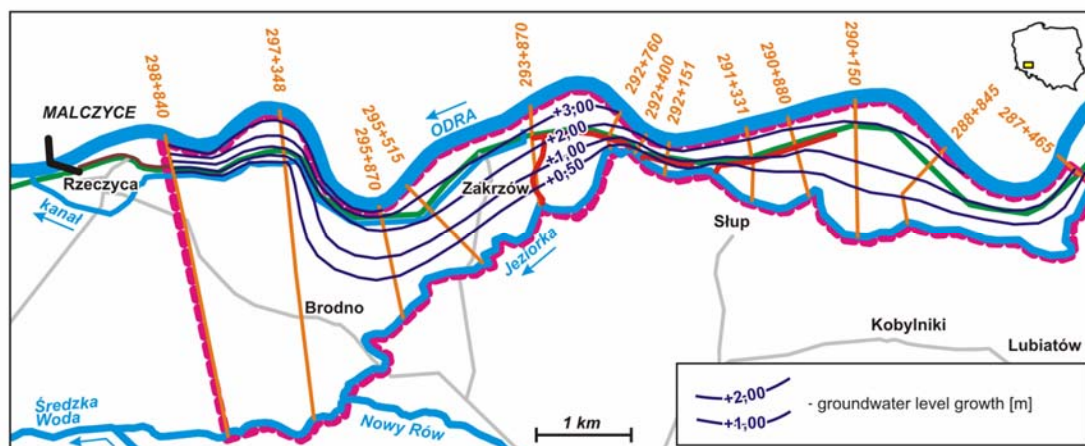 298+840
297+348
295+870
295+515
293+870
292+760
292+400
292+151
291+331
290+880
290+150
288+845
287+465
MALCZYCE
Rzeczyca
kanał
ODRA
+3,00
+2,00
+1,00
+0,50
Zakrzów
Jeziorka
Słup
Brodno
Kobylniki
Lubiatów
Średzka
Woda
Nowy Rów
1 km
+2,00
+1,00
- groundwater level growth [m]